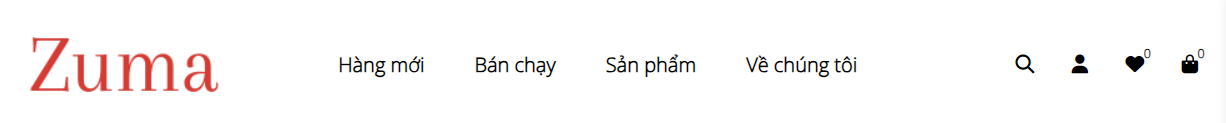 Zuma
Hàng mới Bán chạy Sản phẩm Về chúng tôi 0 0